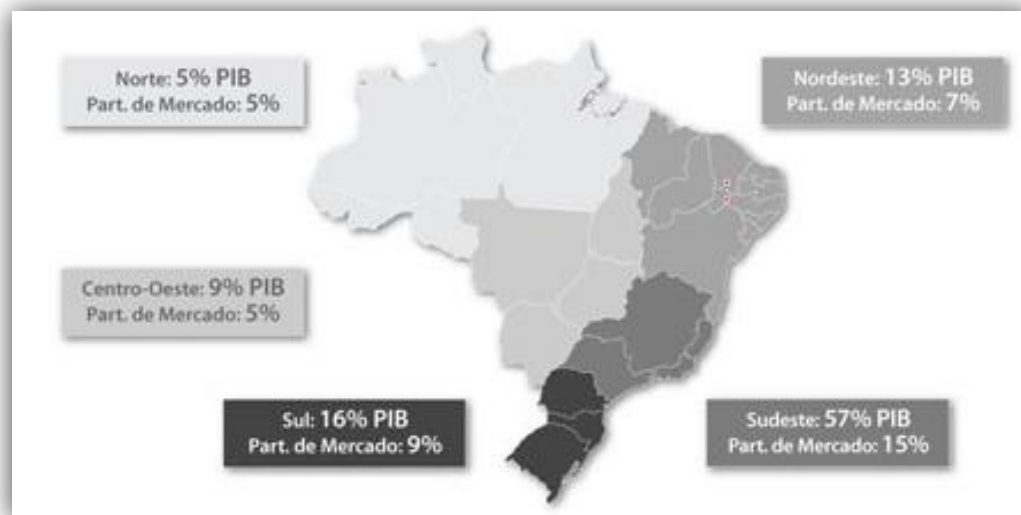 Norte: 5% PIB
Part. de Mercado: 5%
Nordeste: 13% PIB
Part. de Mercado: 7%
Centro-Oeste: 9% PIB
Part. de Mercado: 5%
Sul: 16% PIB
Part. de Mercado: 9%
Sudeste: 57% PIB
Part. de Mercado: 15%